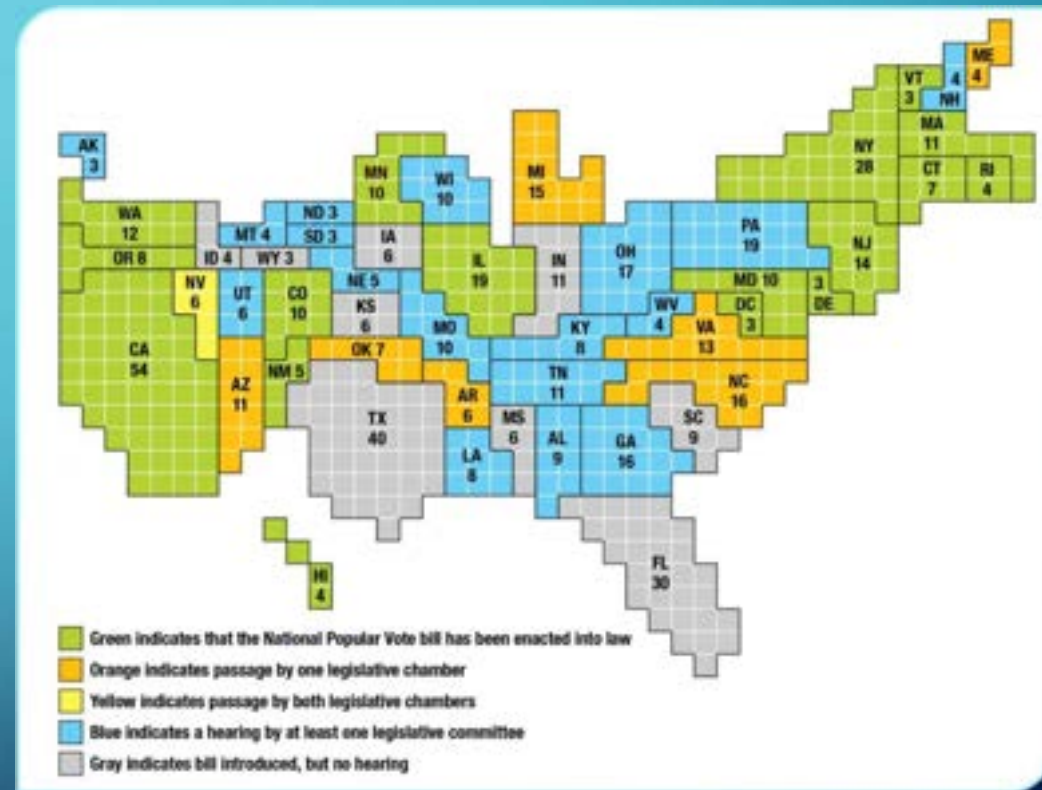 ME
4
VT
3
4
NH
MA
11
NY
28
CT
7
RI
4
AK
3
MN
10
WI
10
MI
15
WA
12
ND 3
MT 4
SD 3
IA
6
PA
19
OR 8
ID 4
WY 3
IL
19
IN
11
OH
17
NJ
14
NV
6
UT
6
CO
10
NE 5
KS
6
MD 10
3
DE
DC
3
WV
4
VA
13
KY
8
MO
10
CA
54
OK 7
AZ
11
NM 5
TN
11
NC
16
AR
6
TX
40
MS
6
SC
9
AL
9
GA
16
LA
8
FL
30
HI
4
Green indicates that the National Popular Vote bill has been enacted into law
Orange indicates passage by one legislative chamber
Yellow indicates passage by both legislative chambers
Blue indicates a hearing by at least one legislative committee
Gray indicates bill introduced, but no hearing